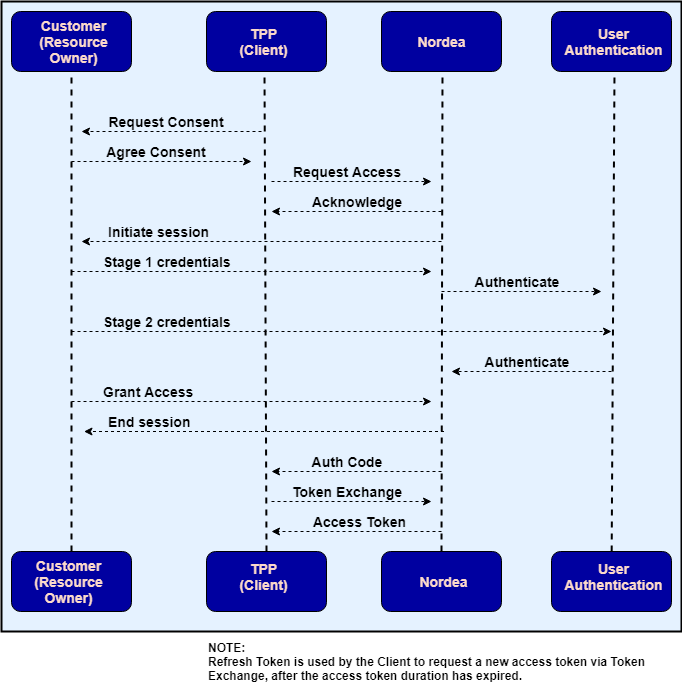 Customer
(Resource
Owner)
TPP
(Client)
Nordea
User
Authentication
Request Consent
Agree Consent
Request Access
Acknowledge
Initiate session
Stage 1 credentials
Authenticate
Stage 2 credentials
Authenticate
Grant Access
End session
Auth Code
Token Exchange
Access Token
Customer
(Resource
Owner)
TPP
(Client)
Nordea
User
Authentication
NOTE:
Refresh Token is used by the Client to request a new access token via Token
Exchange, after the access token duration has expired.